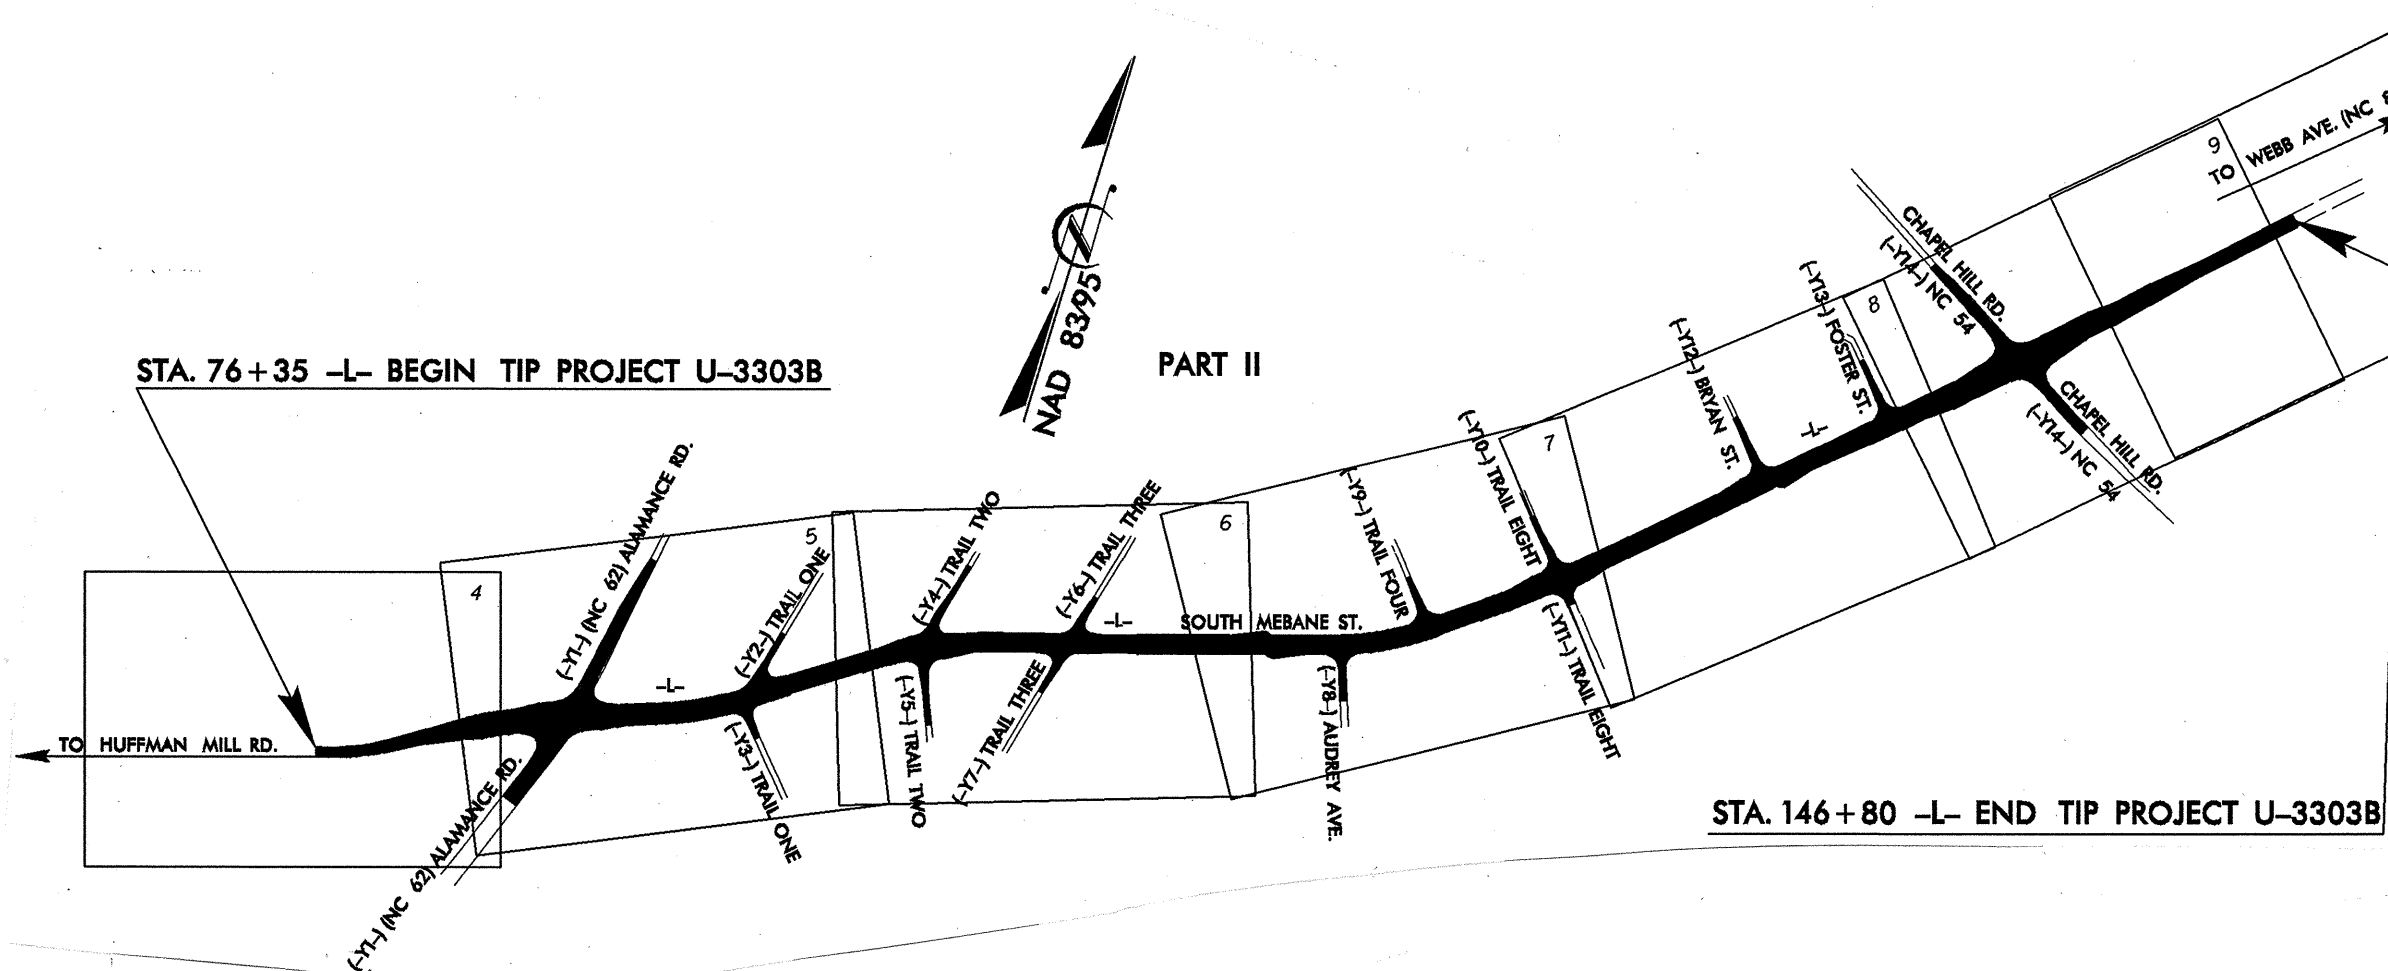 STA. 76+35 –L– BEGIN TIP PROJECT U–3303B
NAD 83/95
PART II
TO HUFFMAN MILL RD.
4
(–Y1–) (NC 62) ALAMANCE RD.
(–Y1–) (NC 62) ALAMANCE RD.
–L–
5
(–Y2–) TRAIL ONE
(–Y3–) TRAIL ONE
(–Y4–) TRAIL TWO
(–Y5–) TRAIL TWO
(–Y6–) TRAIL THREE
(–Y7–) TRAIL THREE
–L–
SOUTH MEBANE ST.
6
(–Y8–) AUDREY AVE.
(–Y9–) TRAIL FOUR
(–Y10–) TRAIL EIGHT
7
(–Y11–) TRAIL EIGHT
(–Y12–) BRYAN ST.
–L–
(–Y13–) FOSTER ST.
8
CHAPEL HILL RD.
(–Y14–) NC 54
CHAPEL HILL RD.
(–Y14–) NC 54
9
TO WEBB AVE. (NC
STA. 146+80 –L– END TIP PROJECT U–3303B